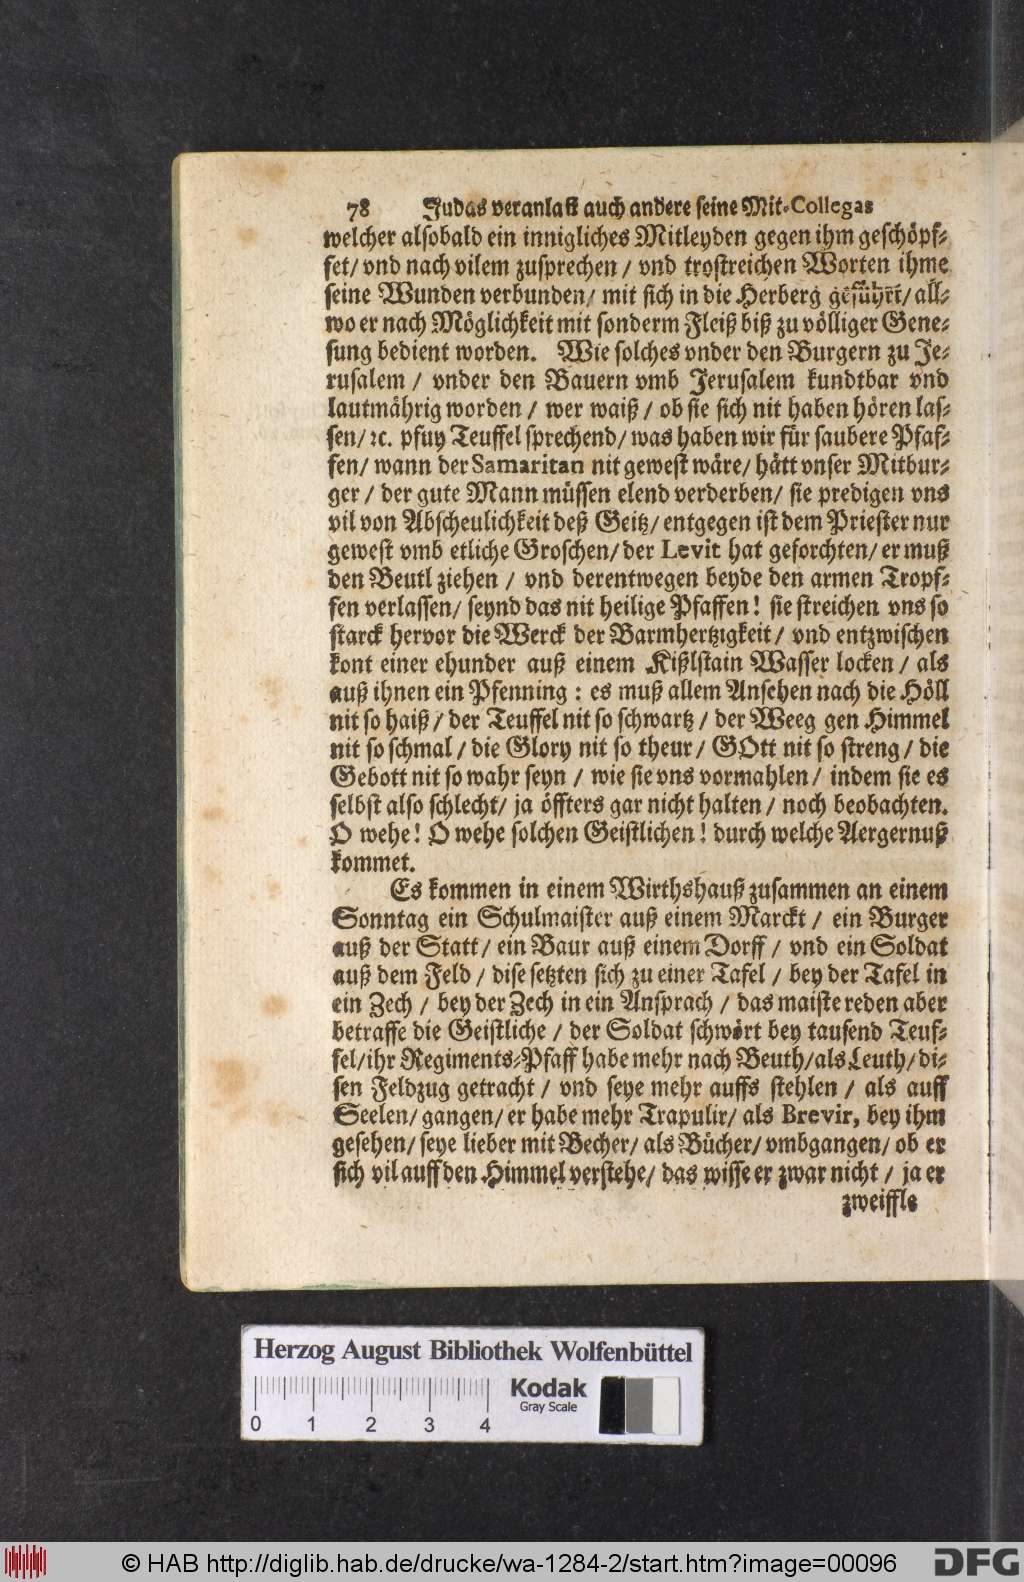 78 Judas veranlast auch andere seine Mit-Collegas
welcher alsobald ein innigliches Mitleyden gegen ihm geschöpf-
fet/ vnd nach vilem zusprechen / vnd trostreichen Worten ihme
seine Wunden verbunden/ mit sich in die Herberg geführt/ all-
wo er nach Möglichkeit mit sonderm Fleiß biß zu völliger Gene-
sung bedient worden. Wie solches vnder den Burgern zu Je-
rusalem / vnder den Bauern vmb Jerusalem kundtbar vnd
lautmährig worden / wer waiß / ob sie sich nit haben hören las-
sen/ ꝛc. pfuy Teuffel sprechend/ was haben wir für saubere Pfaf-
fen/ wann der Samaritan nit gewest wäre/ hätt vnser Mitbur-
ger / der gute Mann müssen elend verderben/ sie predigen vns
vil von Abscheulichkeit deß Geitz/ entgegen ist dem Priester nur
gewest vmb etliche Groschen/ der Levit hat geforchten/ er muß
den Beutl ziehen / vnd derentwegen beyde den armen Tropf-
fen verlassen/ seynd das nit heilige Pfaffen! sie streichen vns so
starck hervor die Werck der Barmhertzigkeit/ vnd entzwischen
kont einer ehunder auß einem Kißlstain Wasser locken / als
auß ihnen ein Pfenning : es muß allem Ansehen nach die Höll
nit so haiß / der Teuffel nit so schwartz / der Weeg gen Himmel
nit so schmal / die Glory nit so theur/ GOtt nit so streng / die
Gebott nit so wahr seyn / wie sie vns vormahlen / indem sie es
selbst also schlecht/ ja öffters gar nicht halten / noch beobachten.
O wehe! O wehe solchen Geistlichen! durch welche Aergernuß
kommet.
Es kommen in einem Wirthshauß zusammen an einem
Sonntag ein Schulmaister auß einem Marckt / ein Burger
auß der Statt/ ein Baur auß einem Dorff / vnd ein Soldat
auß dem Feld / dise setzten sich zu einer Tafel / bey der Tafel in
ein Zech / bey der Zech in ein Ansprach / das maiste reden aber
betraffe die Geistliche / der Soldat schwört bey tausend Teuf-
fel/ihr Regiments-Pfaff habe mehr nach Beuth/als Leuth/ di-
sen Feldzug getracht / vnd seye mehr auffs stehlen / als auff
Seelen/ gangen/ er habe mehr Trapulir/ als Brevir, bey ihm
gesehen/ seye lieber mit Becher/ als Bücher/ vmbgangen/ ob er
sich vil auff den Himmel verstehe/ das wisse er zwar nicht / ja er
zweiffle
Herzog August Bibliothek Wolfenbüttel
Kodak
Gray Scale
0 1 2 3 4
© HAB http://diglib.hab.de/drucke/wa-1284-2/start.htm?image=00096
DFG